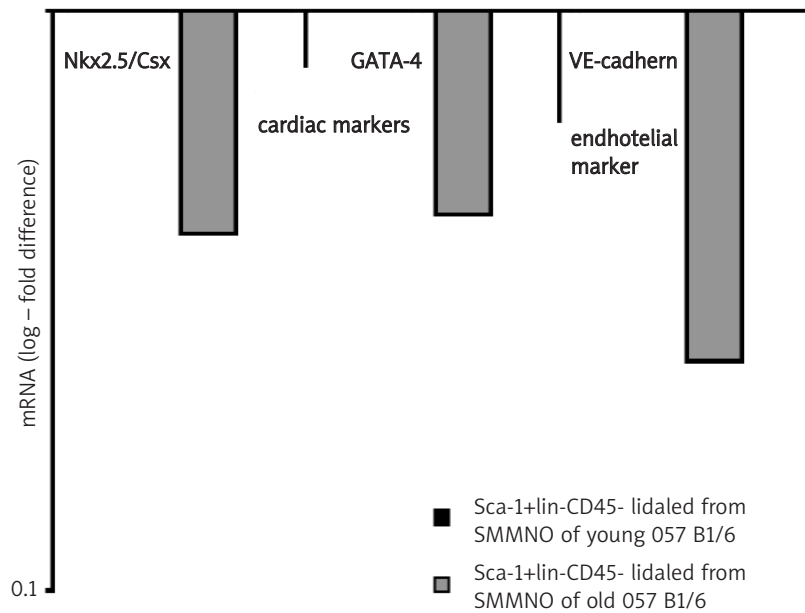 Nkx2.5/Csx
GATA-4
VE-cadhern
cardiac markers
endhotelial
marker
mRNA (log – fold difference)
Sca-1+lin-CD45- lidaled from
SMMNO of young 057 B1/6
Sca-1+lin-CD45- lidaled from
SMMNO of old 057 B1/6
0.1